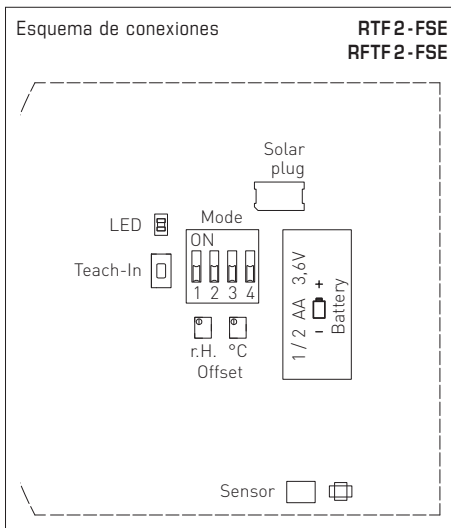 Esquema de conexiones RTF2-FSE
RFTF2-FSE
Solar
plug
LED
Mode
ON
Teach-In
1 2 3 4
r.H. °C
Offset
1/2 AA 3,6V
- +
Battery
Sensor